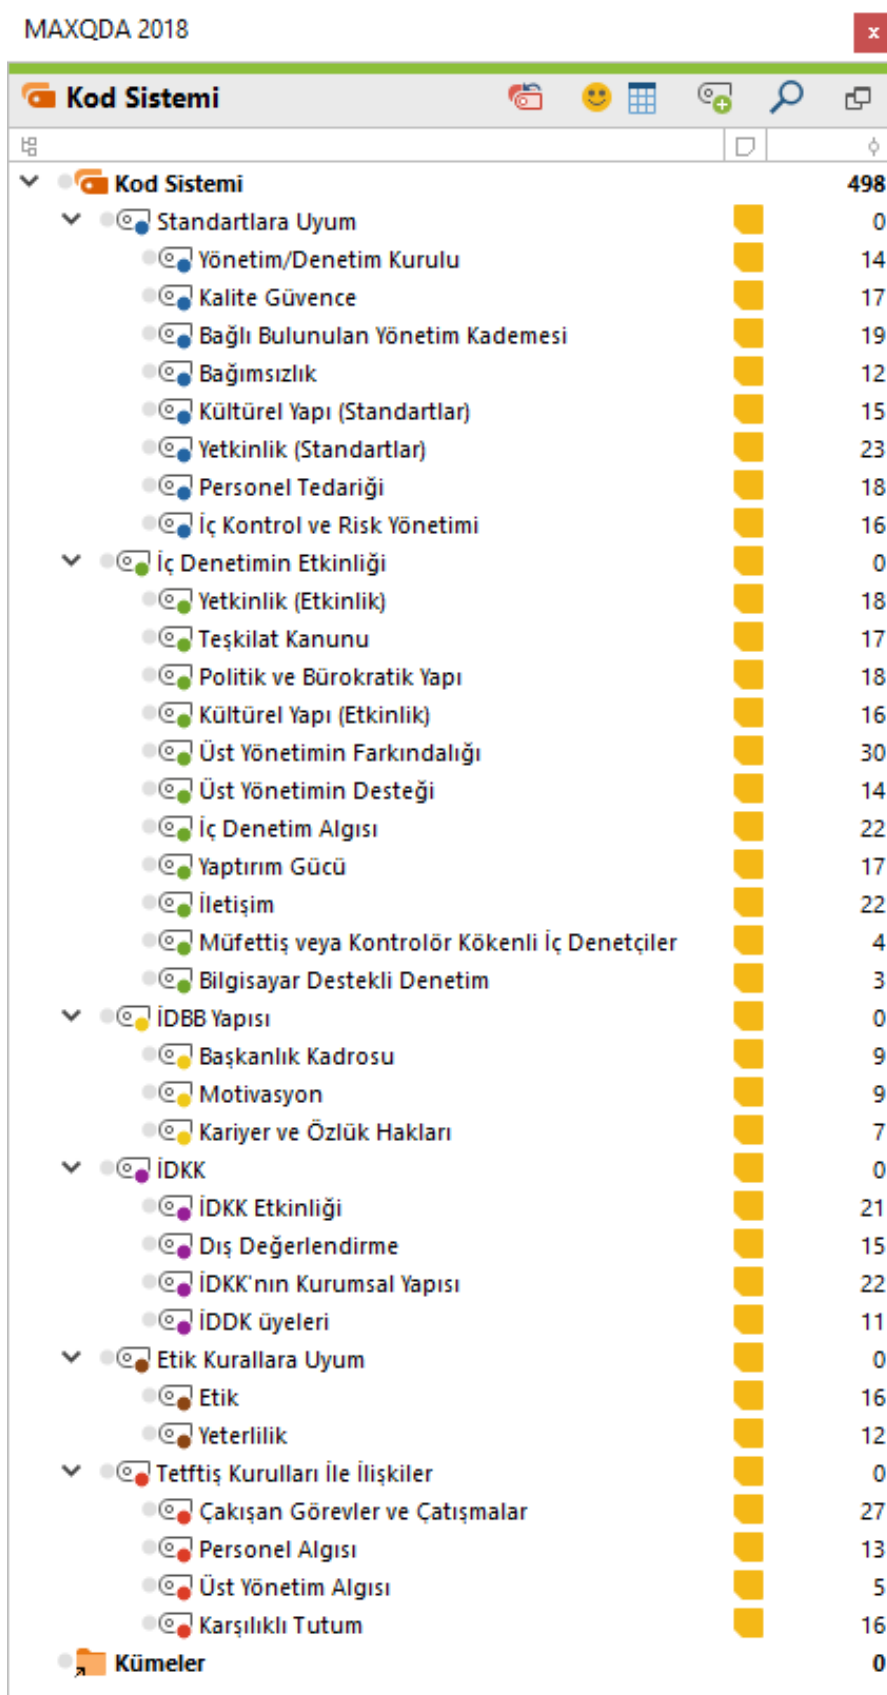 MAXQDA 2018
x
Kod Sistemi
Kod Sistemi 498
Standartlara Uyum 0
Yönetim/Denetim Kurulu 14
Kalite Güvence 17
Bağlı Bulunulan Yönetim Kademesi 19
Bağımsızlık 12
Kültürel Yapı (Standartlar) 15
Yetkinlik (Standartlar) 23
Personel Tedariği 18
İç Kontrol ve Risk Yönetimi 16
İç Denetimin Etkinliği 0
Yetkinlik (Etkinlik) 18
Teşkilat Kanunu 17
Politik ve Bürokratik Yapı 18
Kültürel Yapı (Etkinlik) 16
Üst Yönetimin Farkındalığı 30
Üst Yönetimin Desteği 14
İç Denetim Algısı 22
Yaptırım Gücü 17
İletişim 22
Müfettiş veya Kontrolör Kökenli İç Denetçiler 4
Bilgisayar Destekli Denetim 3
İDBB Yapısı 0
Başkanlık Kadrosu 9
Motivasyon 9
Kariyer ve Özlük Hakları 7
İDKK 0
İDKK Etkinliği 21
Dış Değerlendirme 15
İDKK'nın Kurumsal Yapısı 22
İDDK üyeleri 11
Etik Kurallara Uyum 0
Etik 16
Yeterlilik 12
Tetftiş Kurulları İle İlişkiler 0
Çakışan Görevler ve Çatışmalar 27
Personel Algısı 13
Üst Yönetim Algısı 5
Karşılıklı Tutum 16
Kümeler 0